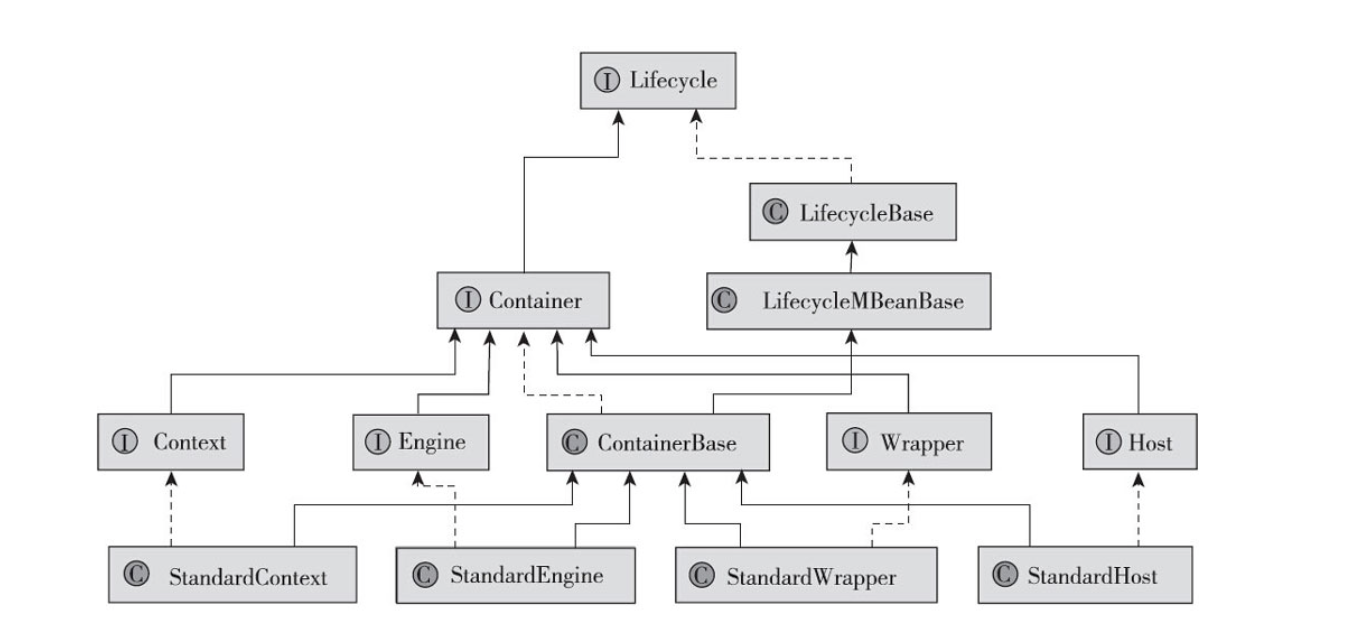 I Lifecycle
C LifecycleBase
I Container
C LifecycleMBeanBase
I Context
I Engine
C ContainerBase
I Wrapper
I Host
C StandardContext
C StandardEngine
C StandardWrapper
C StandardHost